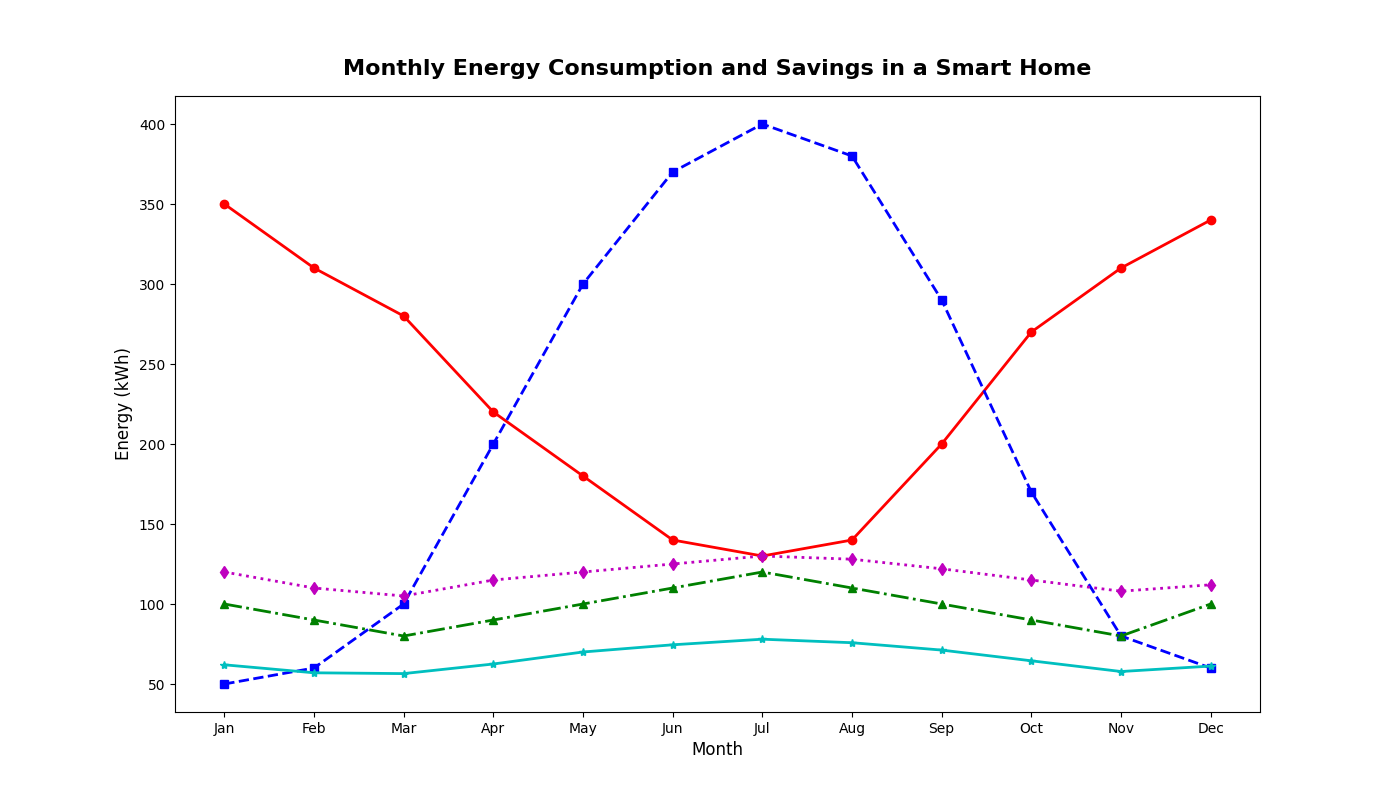 Monthly Energy Consumption and Savings in a Smart Home
400
350
300
250
200
150
100
50
Energy (kWh)
Jan Feb Mar Apr May Jun Jul Aug Sep Oct Nov Dec
Month